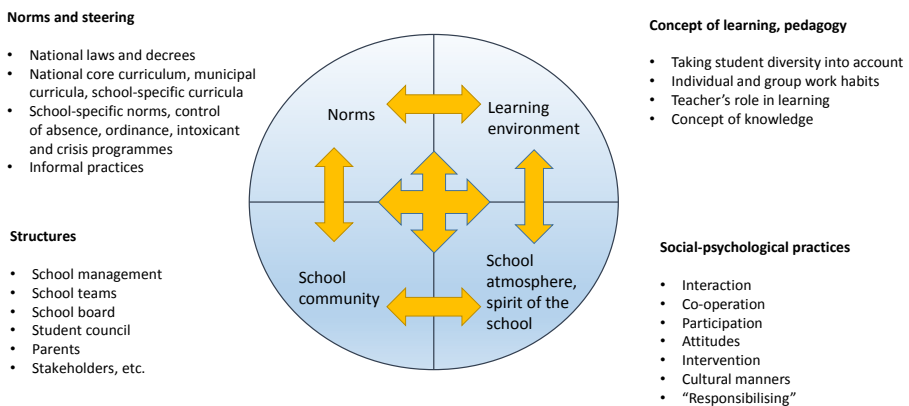 Norms and steering
• National laws and decrees
• National core curriculum, municipal
curricula, school-specific curricula
• School-specific norms, control
of absence, ordinance, intoxicant
and crisis programmes
• Informal practices
Norms
Learning
environment
Concept of learning, pedagogy
• Taking student diversity into account
• Individual and group work habits
• Teacher’s role in learning
• Concept of knowledge
Structures
• School management
• School teams
• School board
• Student council
• Parents
• Stakeholders, etc.
School
community
School
atmosphere,
spirit of the
school
Social-psychological practices
• Interaction
• Co-operation
• Participation
• Attitudes
• Intervention
• Cultural manners
• “Responsibilising”